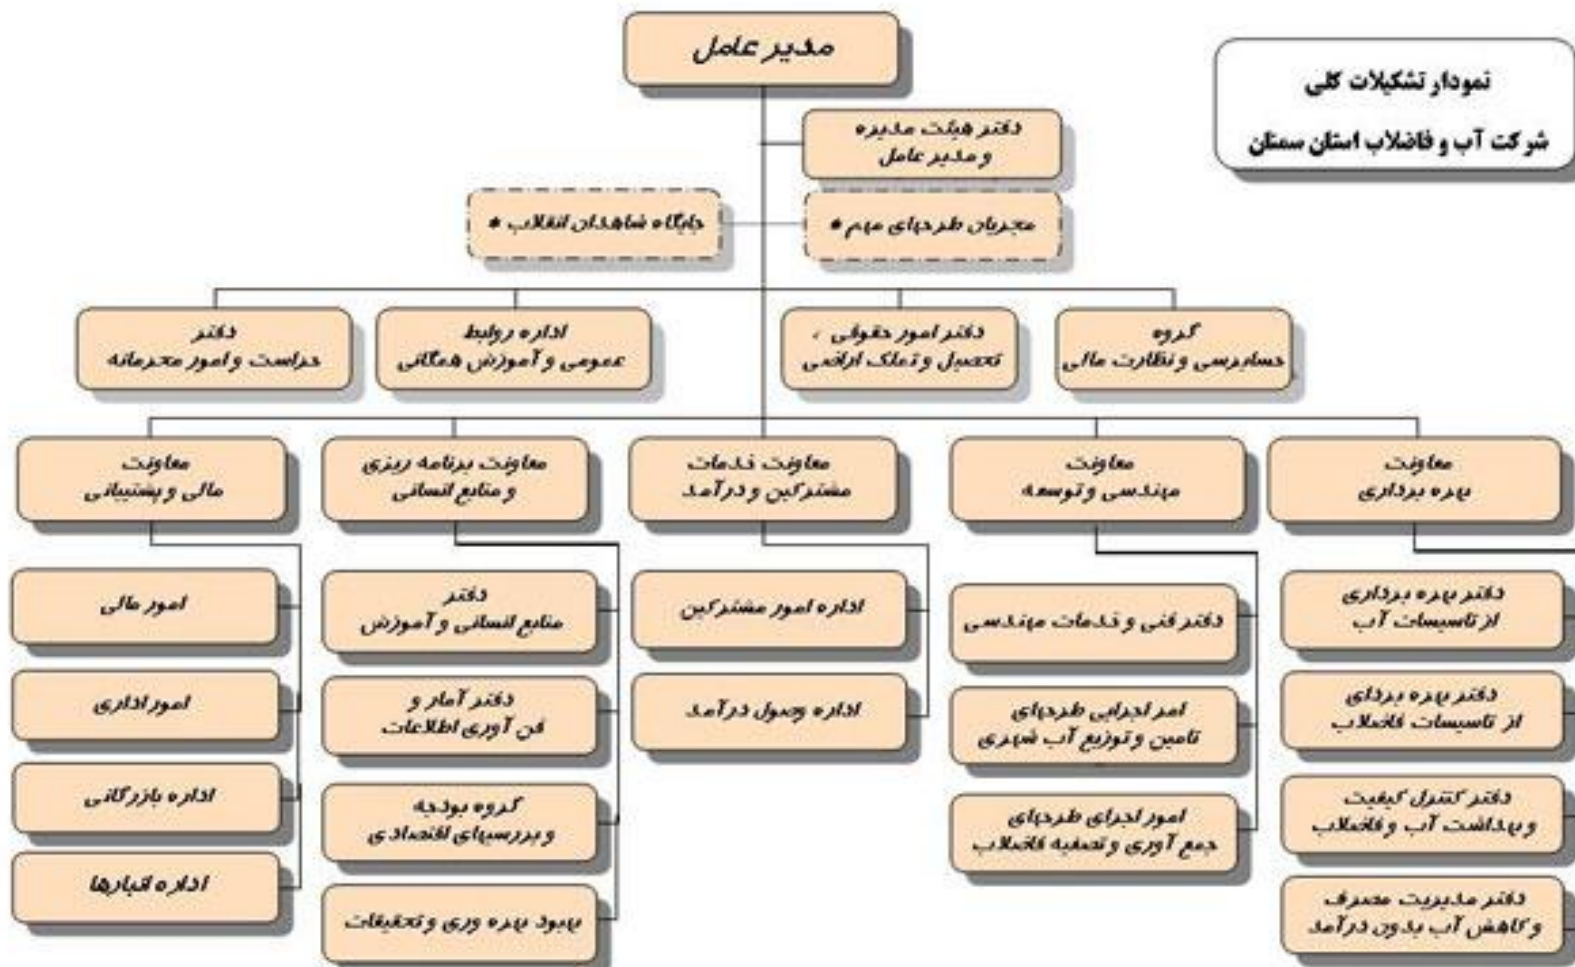 مدیر عامل
نمودار تشکیلات کلی
شرکت آب و فاضلاب استان سمنان
دفتر هیئت مدیره
و مدیر عامل
مجریان طرحهای مهم *
جایگاه شاهدان انقلاب *
گروه
حسابرسی و نظارت مالی
دفتر امور حقوقی ،
تحصیل و تملک اراضی
اداره روابط
عمومی و آموزش همگانی
دفتر
حراست و امور محرمانه
معاونت
بهره برداری
معاونت
مهندسی و توسعه
معاونت خدمات
مشترکین و درآمد
معاونت برنامه ریزی
و منابع انسانی
معاونت
مالی و پشتیبانی
دفتر بهره برداری
از تاسیسات آب
دفتر بهره بردای
از تاسیسات فاضلاب
دفتر کنترل کیفیت
و بهداشت آب و فاضلاب
دفتر مدیریت مصرف
و کاهش آب بدون درآمد
دفتر فنی و خدمات مهندسی
امر اجرایی طرحهای
تامین و توزیع آب شهری
امور اجرای طرحهای
جمع آوری و تصفیه فاضلاب
اداره امور مشترکین
اداره وصول درآمد
دفتر
منابع انسانی و آموزش
دفتر آمار و
فن آوری اطلاعات
گروه بودجه
و بررسیهای اقتصادی
بهبود بهره وری و تحقیقات
امور مالی
امور اداری
اداره بازرگانی
اداره انبارها